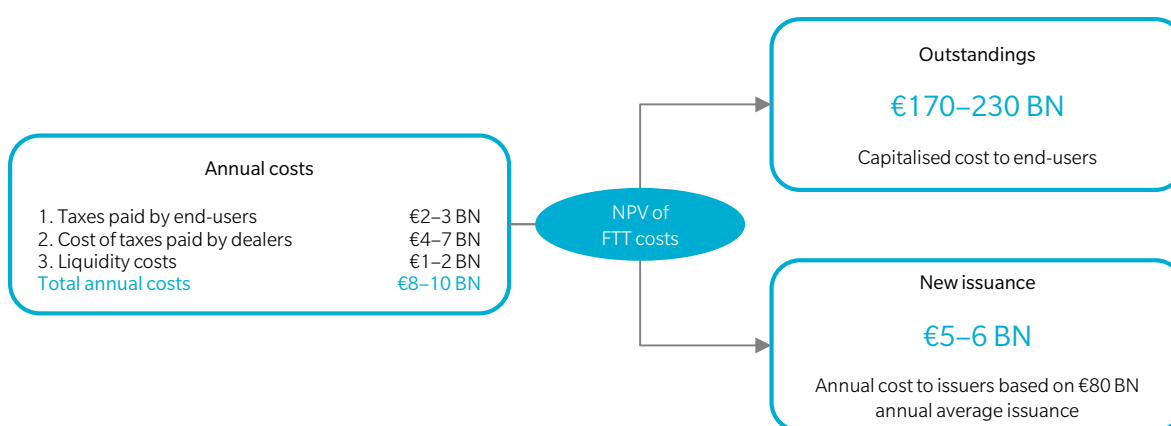 Annual costs
1. Taxes paid by end-users €2–3 BN
2. Cost of taxes paid by dealers €4–7 BN
3. Liquidity costs €1–2 BN
Total annual costs €8–10 BN
NPV of
FTT costs
Outstandings
€170–230 BN
Capitalised cost to end-users
New issuance
€5–6 BN
Annual cost to issuers based on €80 BN
annual average issuance